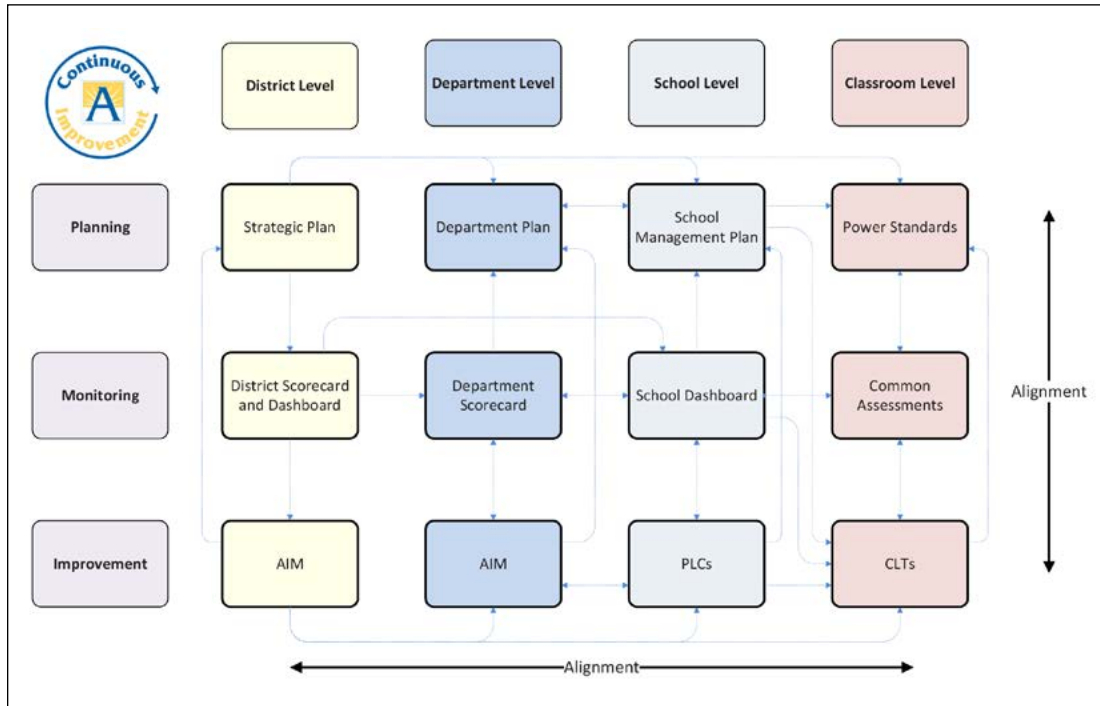 Continuous
A
Improvement
District Level
Department Level
School Level
Classroom Level
Planning
Strategic Plan
Department Plan
School
Management Plan
Power Standards
Monitoring
District Scorecard
and Dashboard
Department
Scorecard
School Dashboard
Common
Assessments
Alignment
Improvement
AIM
AIM
PLCs
CLTs
Alignment